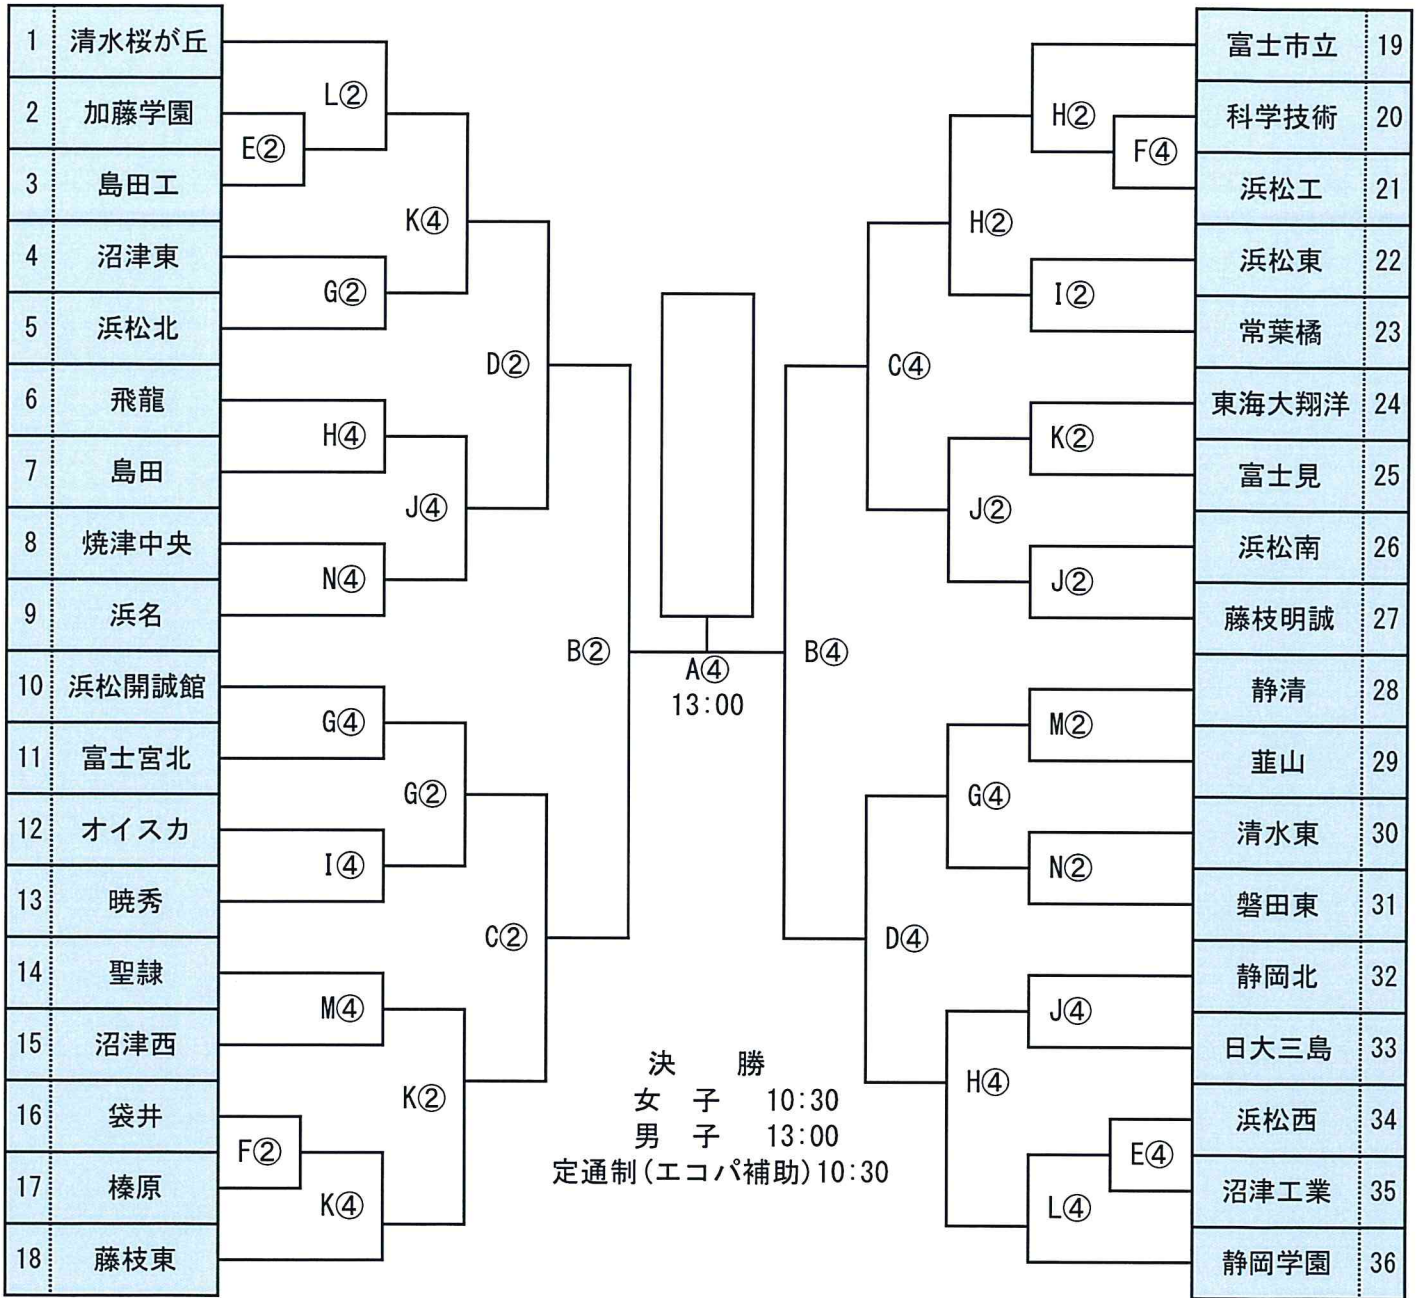 1 清水桜が丘
2 加藤学園
3 島田工
4 沼津東
5 浜松北
6 飛龍
7 島田
8 焼津中央
9 浜名
10 浜松開誠館
11 富士宮北
12 オイスカ
13 暁秀
14 聖隷
15 沼津西
16 袋井
17 榛原
18 藤枝東
L②
E②
K④
G②
D②
H④
J④
N④
B②
G④
G②
I④
C②
M④
K②
F②
K④
A④
13:00
決 勝
女 子 10:30
男 子 13:00
定通制(エコパ補助)10:30
H②
F④
H②
I②
C④
K②
J②
J②
B④
M②
G④
N②
D④
J④
H④
E④
L④
富士市立 19
科学技術 20
浜松工 21
浜松東 22
常葉橘 23
東海大翔洋 24
富士見 25
浜松南 26
藤枝明誠 27
静清 28
韮山 29
清水東 30
磐田東 31
静岡北 32
日大三島 33
浜松西 34
沼津工業 35
静岡学園 36